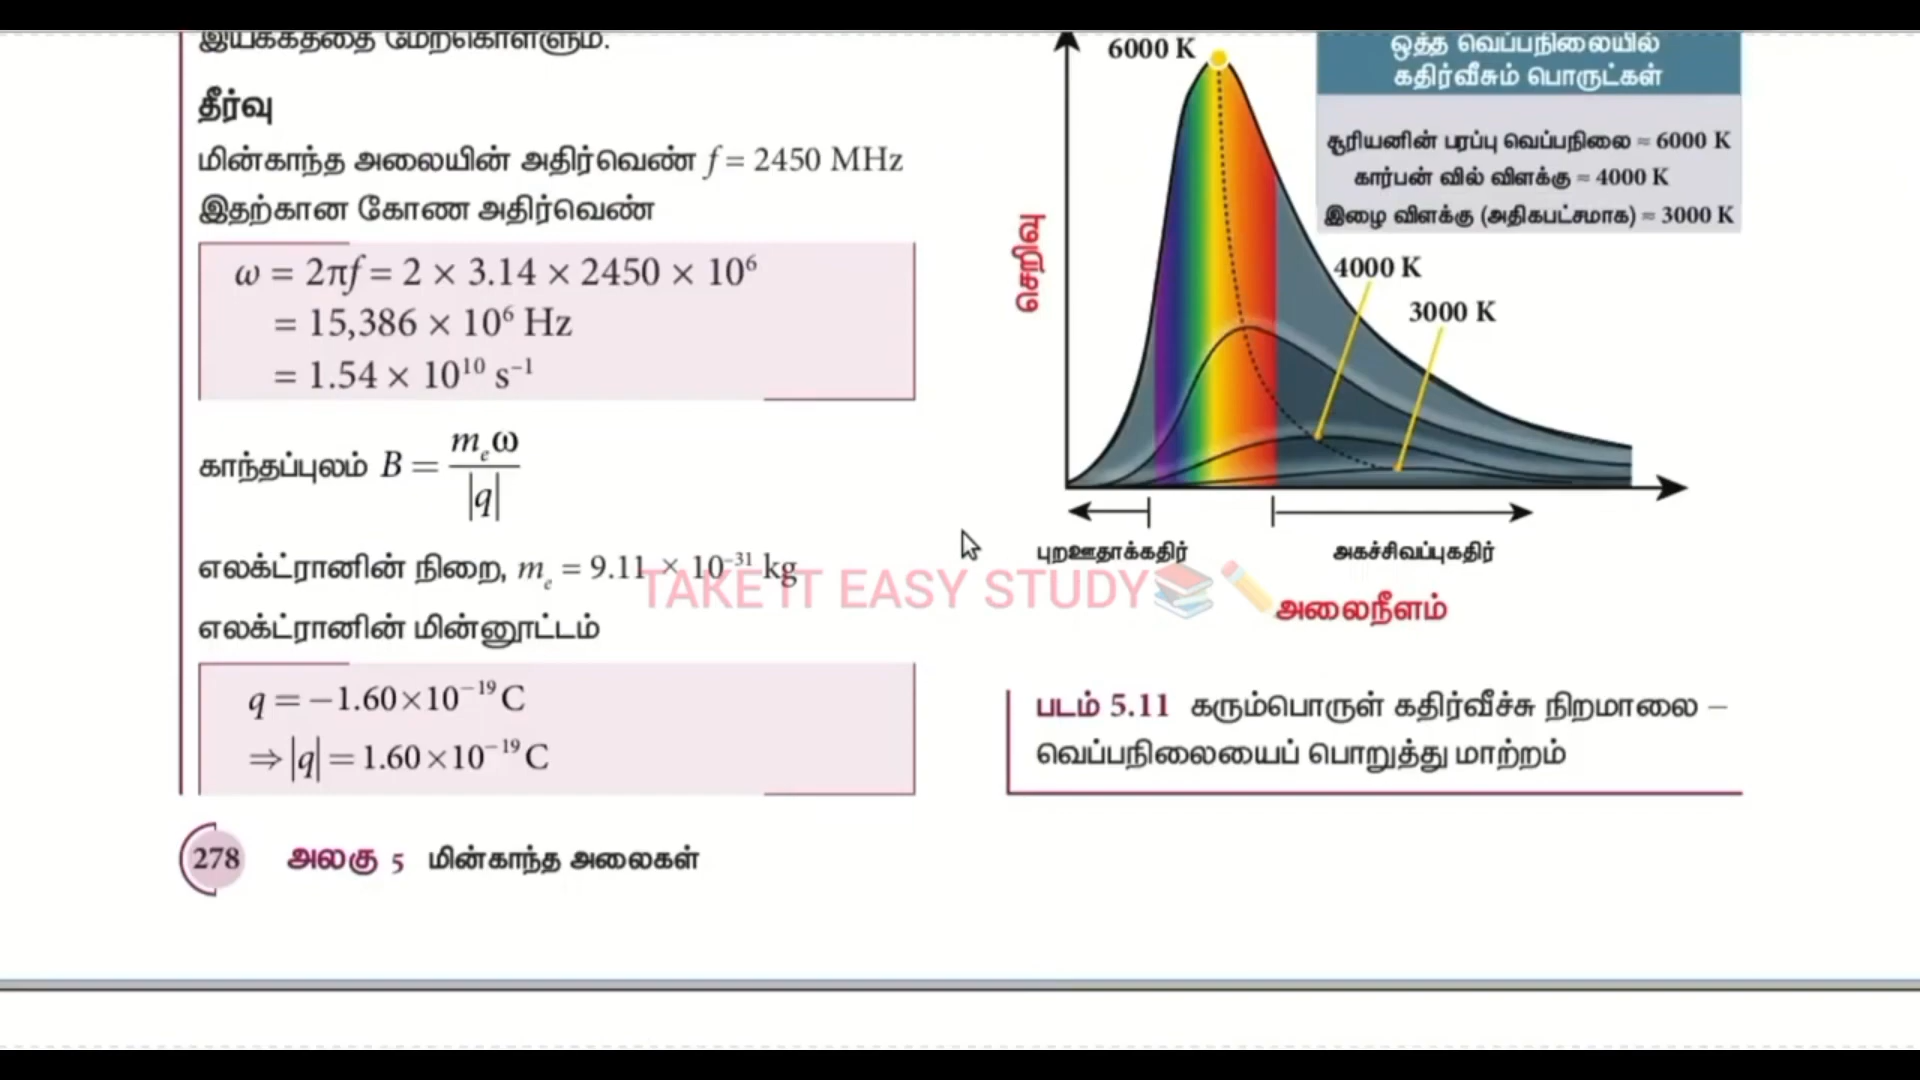 இயக்கத்தை மேற்கொள்ளும்.
தீர்வு
மின்காந்த அலையின் அதிர்வெண் f = 2450 MHz
இதற்கான கோண அதிர்வெண்
ω = 2πf = 2 × 3.14 × 2450 × 10⁶
= 15,386 × 10⁶ Hz
= 1.54 × 10¹⁰ s⁻¹
காந்தப்புலம் B = mₑω / |q|
எலக்ட்ரானின் நிறை, mₑ = 9.11 × 10⁻³¹ kg
எலக்ட்ரானின் மின்னூட்டம்
q = −1.60×10⁻¹⁹ C
⇒ |q| = 1.60×10⁻¹⁹ C
278 அலகு 5 மின்காந்த அலைகள்
6000 K
ஒத்த வெப்பநிலையில்
கதிர்வீசும் பொருட்கள்
சூரியனின் பரப்பு வெப்பநிலை ≈ 6000 K
கார்பன் வில் விளக்கு ≈ 4000 K
இழை விளக்கு (அதிகபட்சமாக) ≈ 3000 K
4000 K
3000 K
செறிவு
புறஊதாக்கதிர்
அகச்சிவப்புகதிர்
அலைநீளம்
படம் 5.11 கரும்பொருள் கதிர்வீச்சு நிறமாலை –
வெப்பநிலையைப் பொறுத்து மாற்றம்
TAKE IT EASY STUDY📚✏️